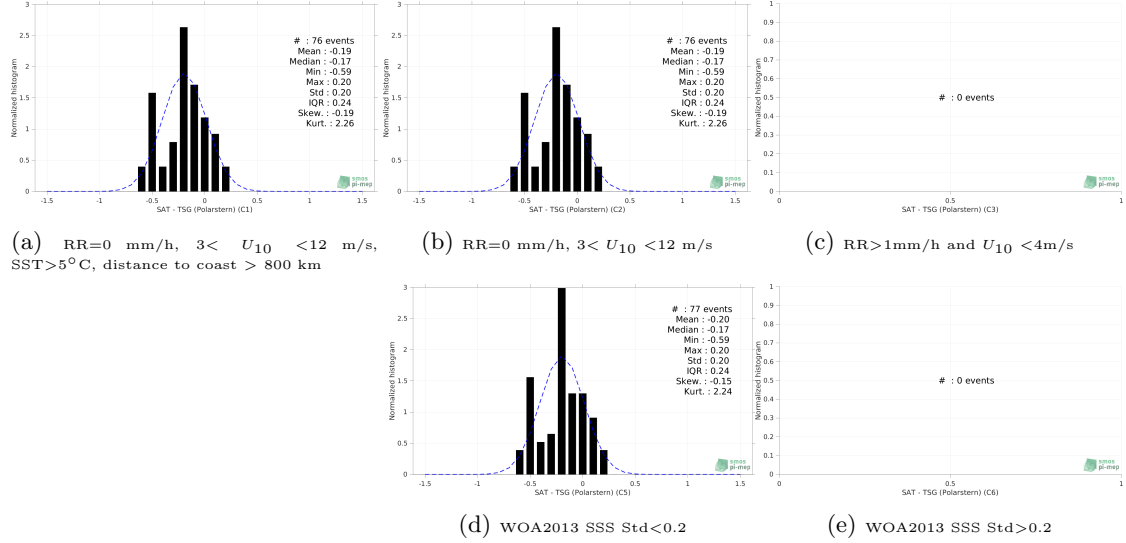 3
2.5
2
1.5
1
0.5
0
-1.5
-1
-0.5
0
0.5
1
1.5
Normalized histogram
SAT - TSG (Polarstern) (C1)
# : 76 events
Mean : -0.19
Median : -0.17
Min : -0.59
Max : 0.20
Std : 0.20
IQR : 0.24
Skew. : -0.19
Kurt. : 2.26
smos
pi-mep
(a) RR=0 mm/h, 3< U10 <12 m/s,
SST>5°C, distance to coast > 800 km
3
2.5
2
1.5
1
0.5
0
-1.5
-1
-0.5
0
0.5
1
1.5
Normalized histogram
SAT - TSG (Polarstern) (C2)
# : 76 events
Mean : -0.19
Median : -0.17
Min : -0.59
Max : 0.20
Std : 0.20
IQR : 0.24
Skew. : -0.19
Kurt. : 2.26
smos
pi-mep
(b) RR=0 mm/h, 3< U10 <12 m/s
1
0.9
0.8
0.7
0.6
0.5
0.4
0.3
0.2
0.1
0
0
0.5
1
Normalized histogram
SAT - TSG (Polarstern) (C3)
# : 0 events
smos
pi-mep
(c) RR>1mm/h and U10 <4m/s
3
2.5
2
1.5
1
0.5
0
-1.5
-1
-0.5
0
0.5
1
1.5
Normalized histogram
SAT - TSG (Polarstern) (C5)
# : 77 events
Mean : -0.20
Median : -0.17
Min : -0.59
Max : 0.20
Std : 0.20
IQR : 0.24
Skew. : -0.15
Kurt. : 2.24
smos
pi-mep
(d) WOA2013 SSS Std<0.2
1
0.9
0.8
0.7
0.6
0.5
0.4
0.3
0.2
0.1
0
0
0.5
1
Normalized histogram
SAT - TSG (Polarstern) (C6)
# : 0 events
smos
pi-mep
(e) WOA2013 SSS Std>0.2